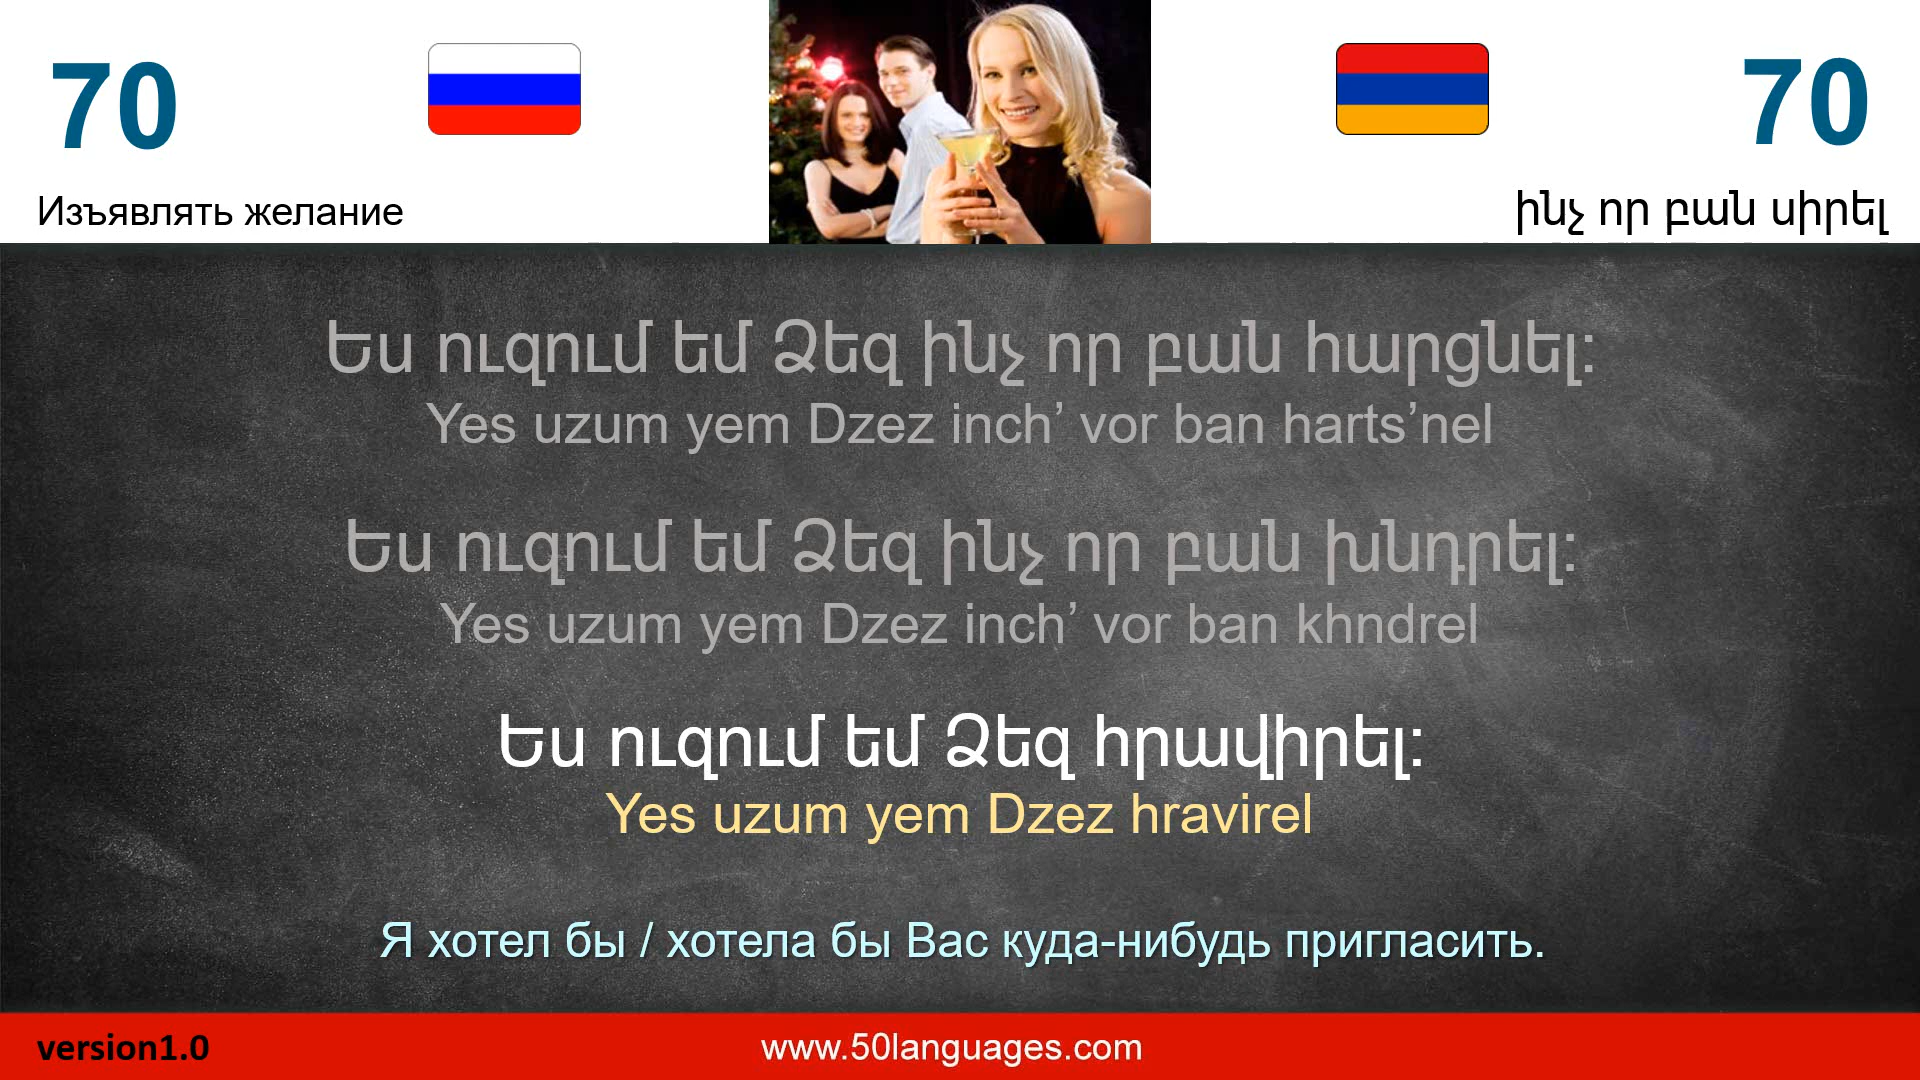 70
70
Изъявлять желание
ինչ որ բան սիրել
Ես ուզում եմ Ձեզ ինչ որ բան հարցնել:
Yes uzum yem Dzez inch’ vor ban harts’nel
Ես ուզում եմ Ձեզ ինչ որ բան խնդրել:
Yes uzum yem Dzez inch’ vor ban khndrel
Ես ուզում եմ Ձեզ հրավիրել:
Yes uzum yem Dzez hravirel
Я хотел бы / хотела бы Вас куда-нибудь пригласить.
version1.0
www.50languages.com